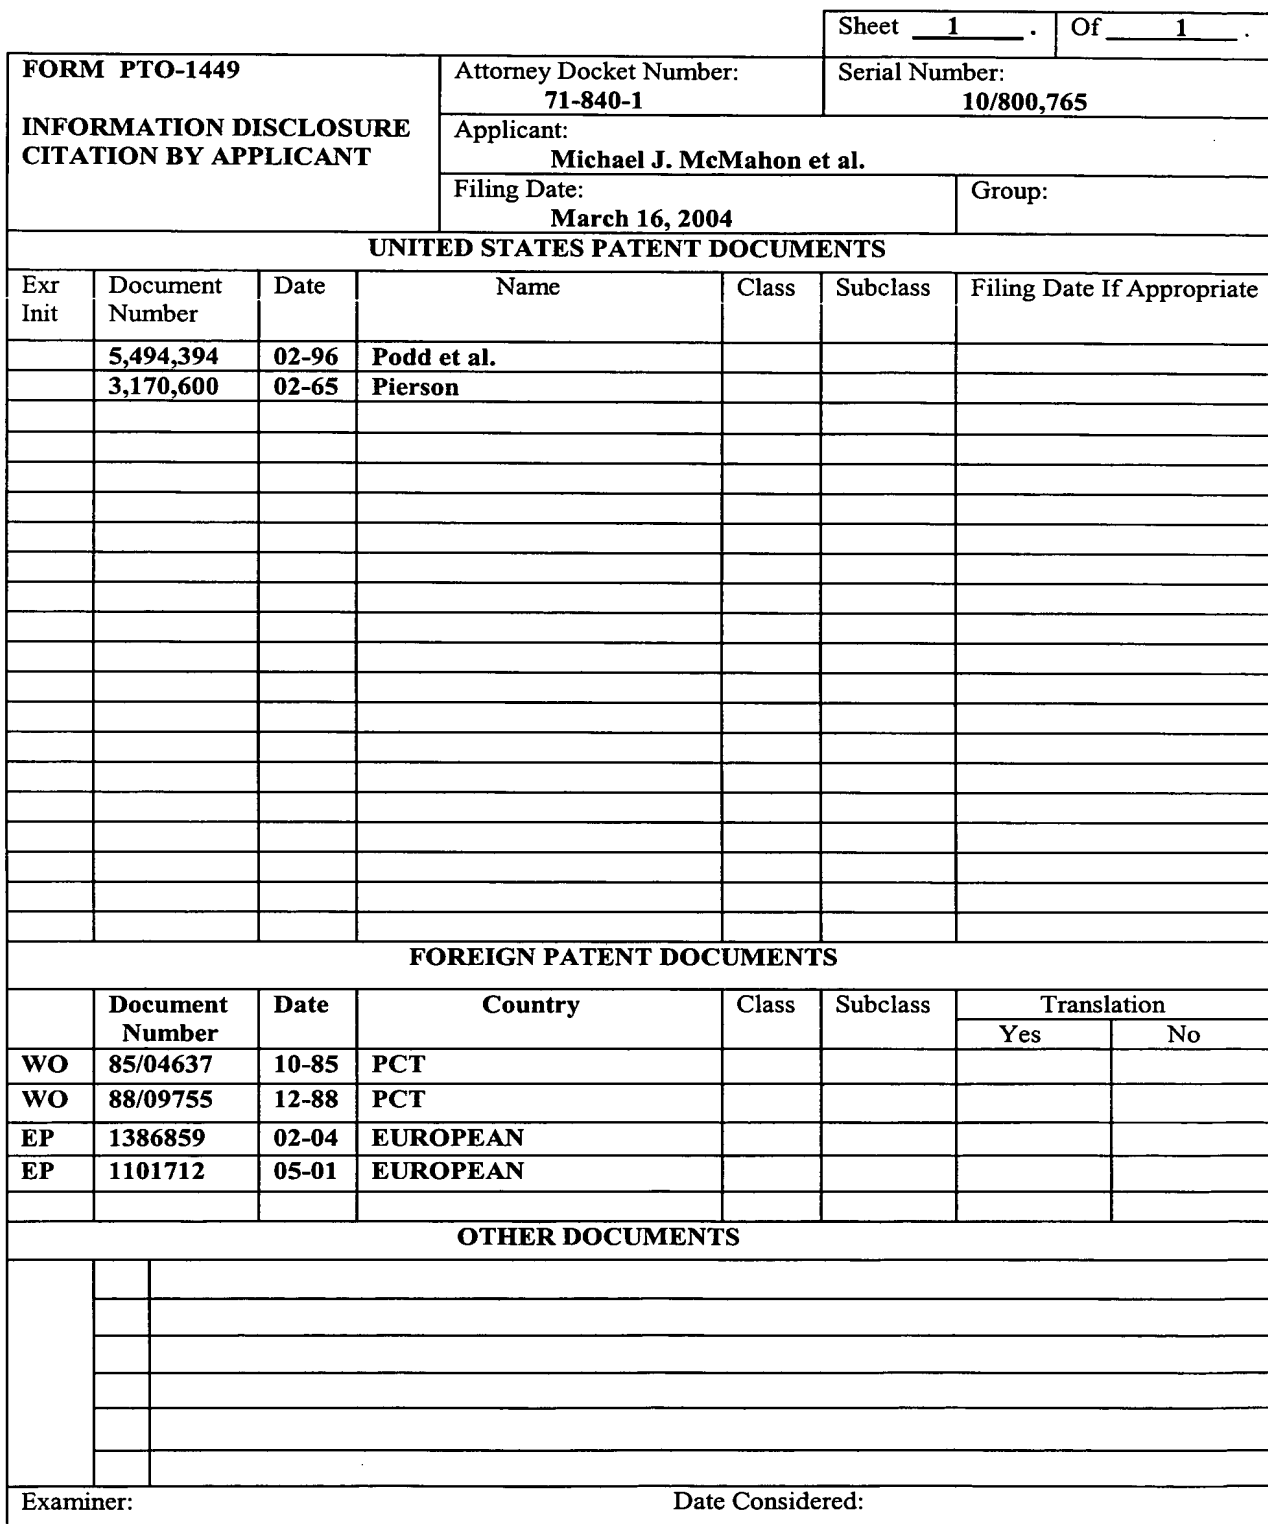 Sheet 1 . Of 1 .
FORM PTO-1449
INFORMATION DISCLOSURE
CITATION BY APPLICANT
Attorney Docket Number:
71-840-1
Serial Number:
10/800,765
Applicant:
Michael J. McMahon et al.
Filing Date:
March 16, 2004
Group:
UNITED STATES PATENT DOCUMENTS
Exr Init Document Number Date Name Class Subclass Filing Date If Appropriate
5,494,394 02-96 Podd et al.
3,170,600 02-65 Pierson
FOREIGN PATENT DOCUMENTS
Document Number Date Country Class Subclass Translation
Yes No
WO 85/04637 10-85 PCT
WO 88/09755 12-88 PCT
EP 1386859 02-04 EUROPEAN
EP 1101712 05-01 EUROPEAN
OTHER DOCUMENTS
Examiner: Date Considered: